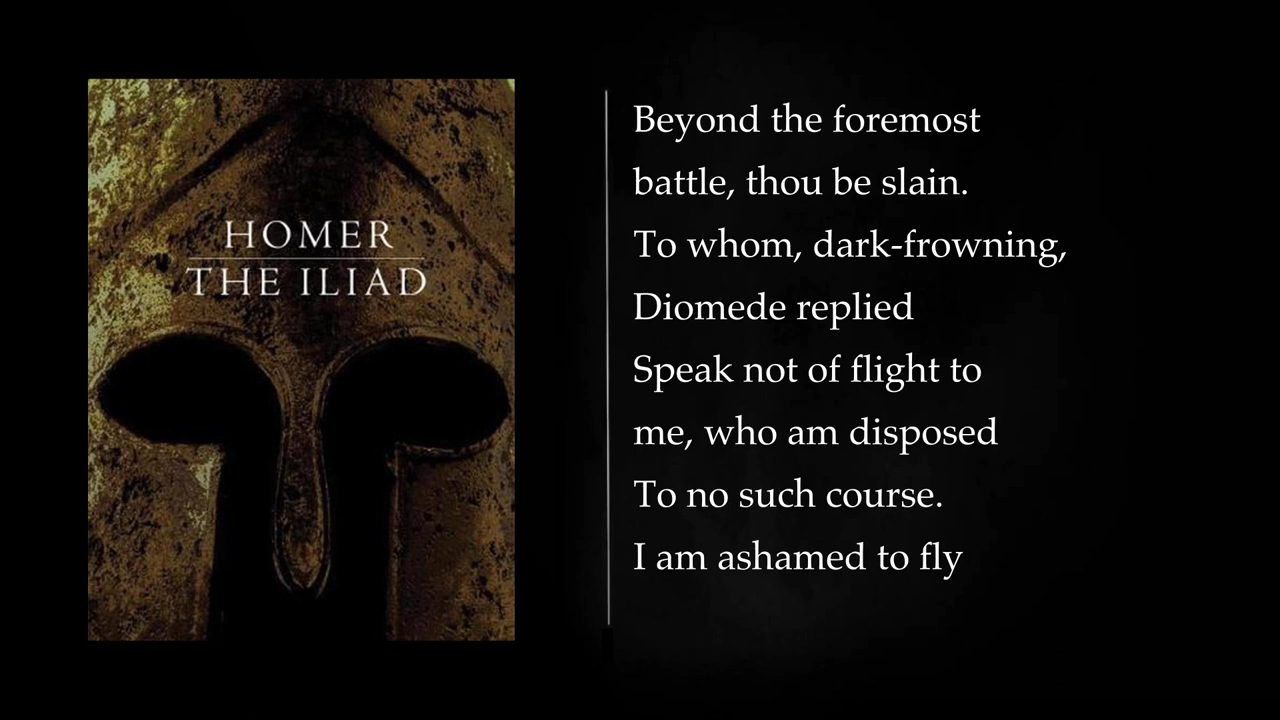 HOMER
THE ILIAD
Beyond the foremost
battle, thou be slain.
To whom, dark-frowning,
Diomede replied
Speak not of flight to
me, who am disposed
To no such course.
I am ashamed to fly